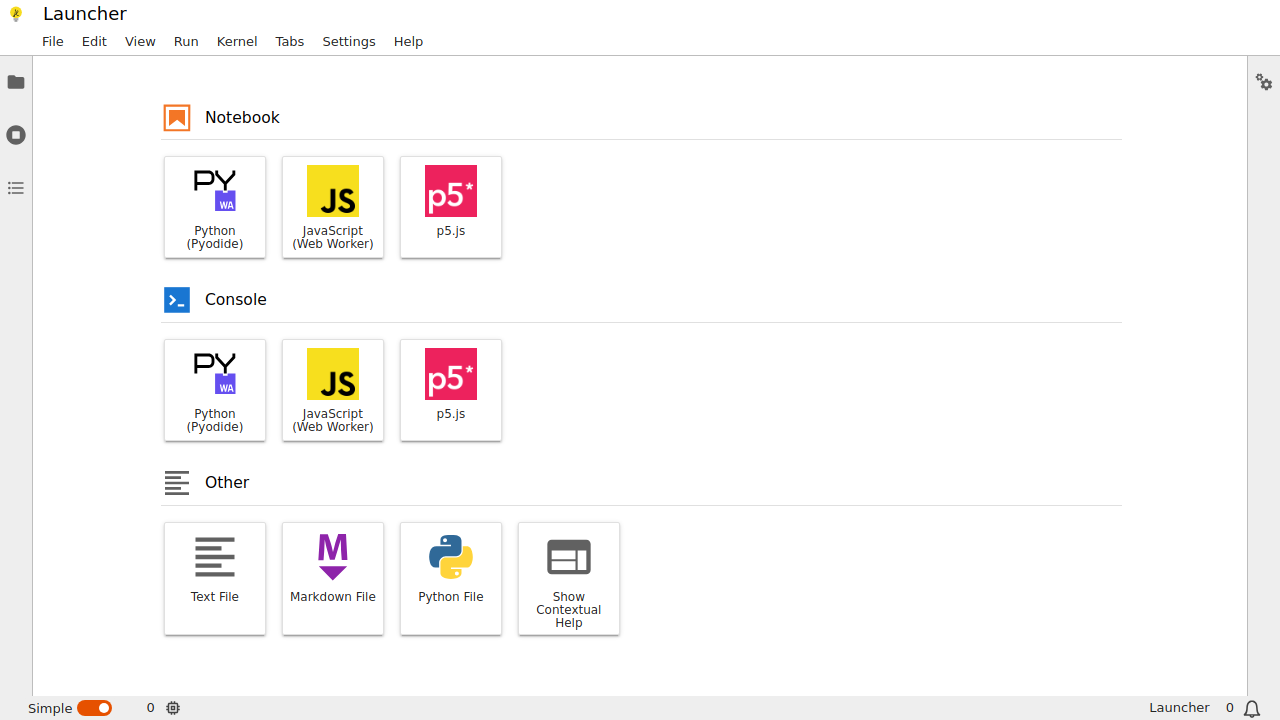 Launcher
File Edit View Run Kernel Tabs Settings Help
Notebook
PY
WA
Python
(Pyodide)
JS
JavaScript
(Web Worker)
p5*
p5.js
Console
PY
WA
Python
(Pyodide)
JS
JavaScript
(Web Worker)
p5*
p5.js
Other
Text File
M
Markdown File
Python File
Show
Contextual
Help
Simple 0 Launcher 0